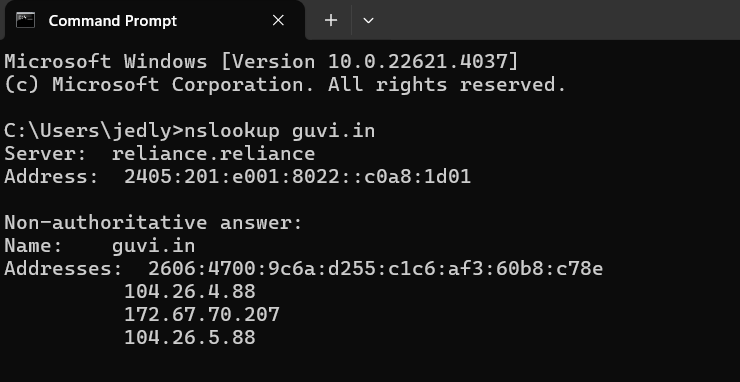 Command Prompt
Microsoft Windows [Version 10.0.22621.4037]
(c) Microsoft Corporation. All rights reserved.
C:\Users\jedly>nslookup guvi.in
Server:  reliance.reliance
Address:  2405:201:e001:8022::c0a8:1d01
Non-authoritative answer:
Name:    guvi.in
Addresses:  2606:4700:9c6a:d255:c1c6:af3:60b8:c78e
104.26.4.88
172.67.70.207
104.26.5.88